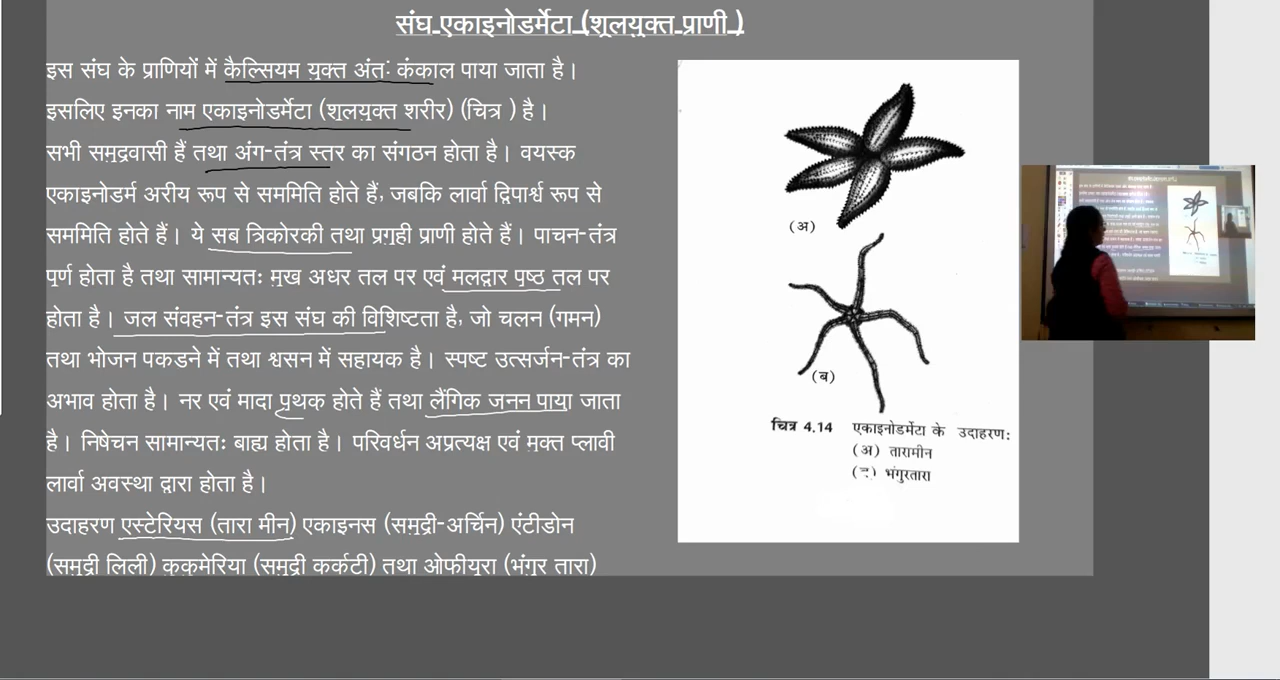 संघ एकाइनोडर्मेटा (शूलयुक्त प्राणी )
इस संघ के प्राणियों में कैल्सियम युक्त अंत: कंकाल पाया जाता है।
इसलिए इनका नाम एकाइनोडर्मेटा (शूलयुक्त शरीर) (चित्र ) है।
सभी समुद्रवासी हैं तथा अंग-तंत्र स्तर का संगठन होता है। वयस्क
एकाइनोडर्म अरीय रूप से सममिति होते हैं, जबकि लार्वा द्विपार्श्व रूप से
सममिति होते हैं। ये सब त्रिकोरकी तथा प्रगुही प्राणी होते हैं। पाचन-तंत्र
पूर्ण होता है तथा सामान्यतः मुख अधर तल पर एवं मलद्वार पृष्ठ तल पर
होता है। जल संवहन-तंत्र इस संघ की विशिष्टता है, जो चलन (गमन)
तथा भोजन पकडने में तथा श्वसन में सहायक है। स्पष्ट उत्सर्जन-तंत्र का
अभाव होता है। नर एवं मादा पृथक होते हैं तथा लैंगिक जनन पाया जाता
है। निषेचन सामान्यतः बाह्य होता है। परिवर्धन अप्रत्यक्ष एवं मुक्त प्लावी
लार्वा अवस्था द्वारा होता है।
उदाहरण एस्टेरियस (तारा मीन) एकाइनस (समुद्री-अर्चिन) एंटीडोन
(समुद्री लिली) कुकुमेरिया (समुद्री कर्कटी) तथा ओफीयूरा (भंगुर तारा)
(अ)
(ब)
चित्र 4.14 एकाइनोडर्मेटा के उदाहरण:
(अ) तारामीन
भंगुरतारा